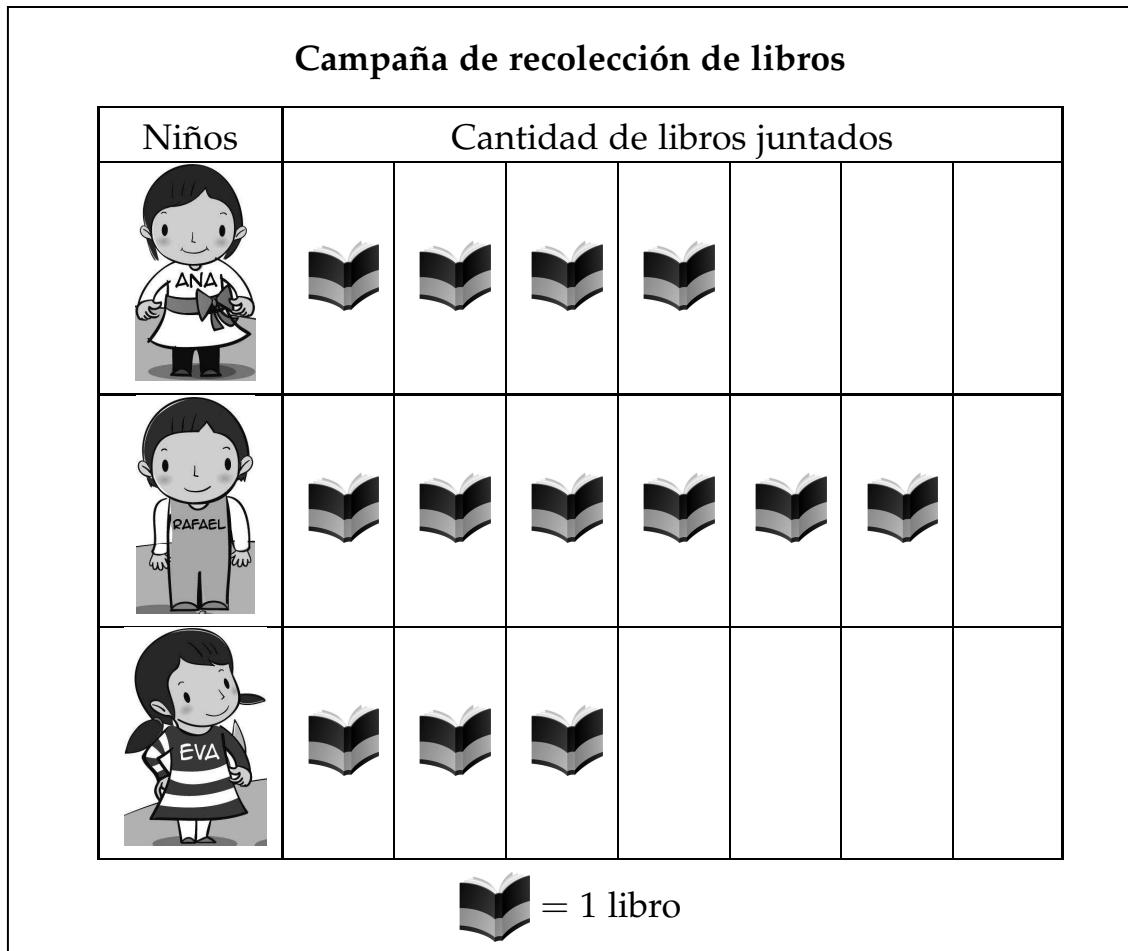 Campaña de recolección de libros
Niños Cantidad de libros juntados
ANA
RAFAEL
EVA
= 1 libro